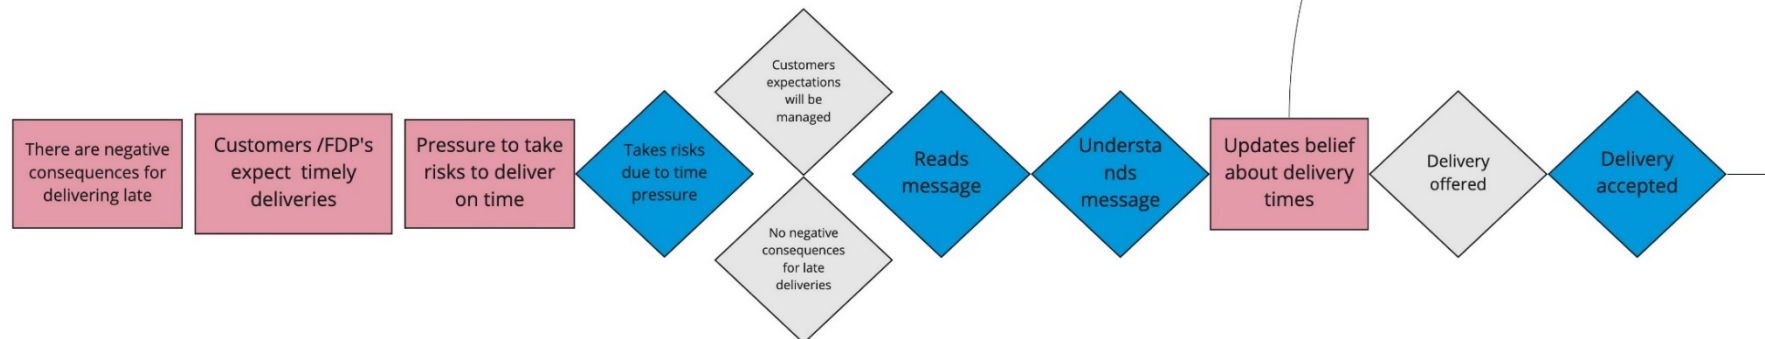 There are negative
consequences for
delivering late
Customers /FDP's
expect timely
deliveries
Pressure to take
risks to deliver
on time
Takes risks
due to time
pressure
Customers
expectations
will be
managed
No negative
consequences
for late
deliveries
Reads
message
Understa
nds
message
Updates belief
about delivery
times
Delivery
offered
Delivery
accepted